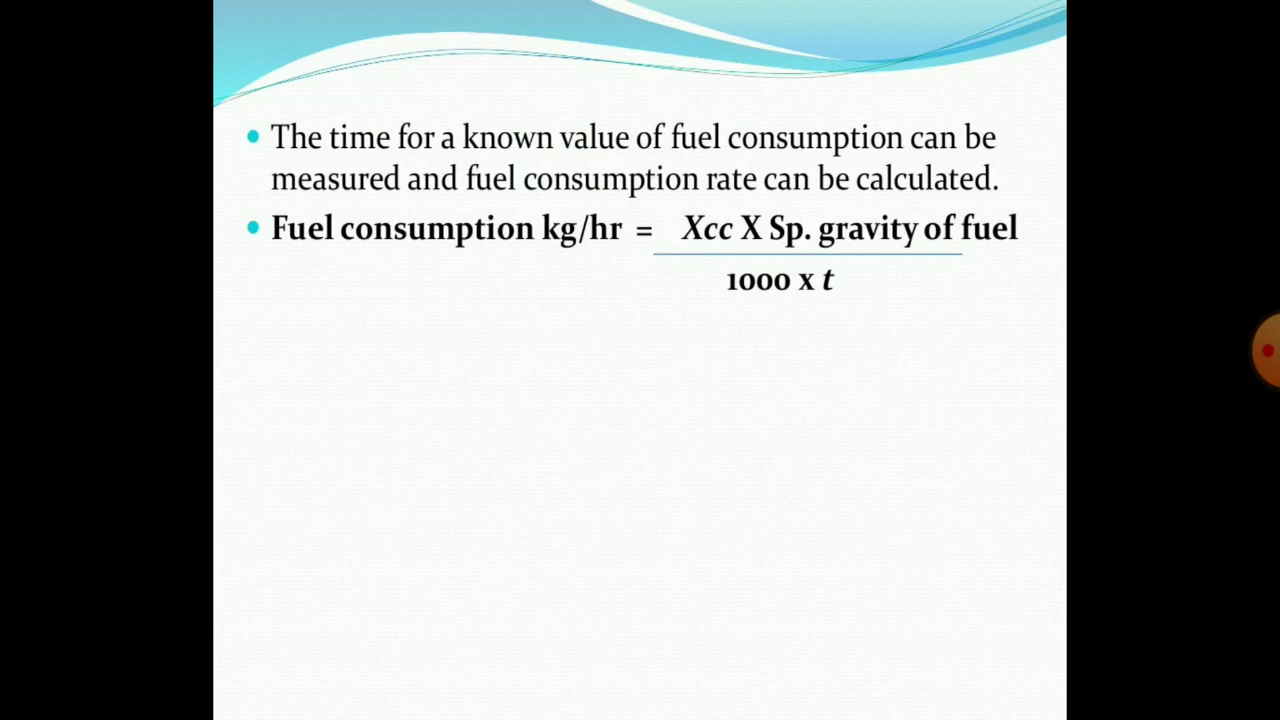 The time for a known value of fuel consumption can be
measured and fuel consumption rate can be calculated.
Fuel consumption kg/hr = Xcc X Sp. gravity of fuel
1000 x t